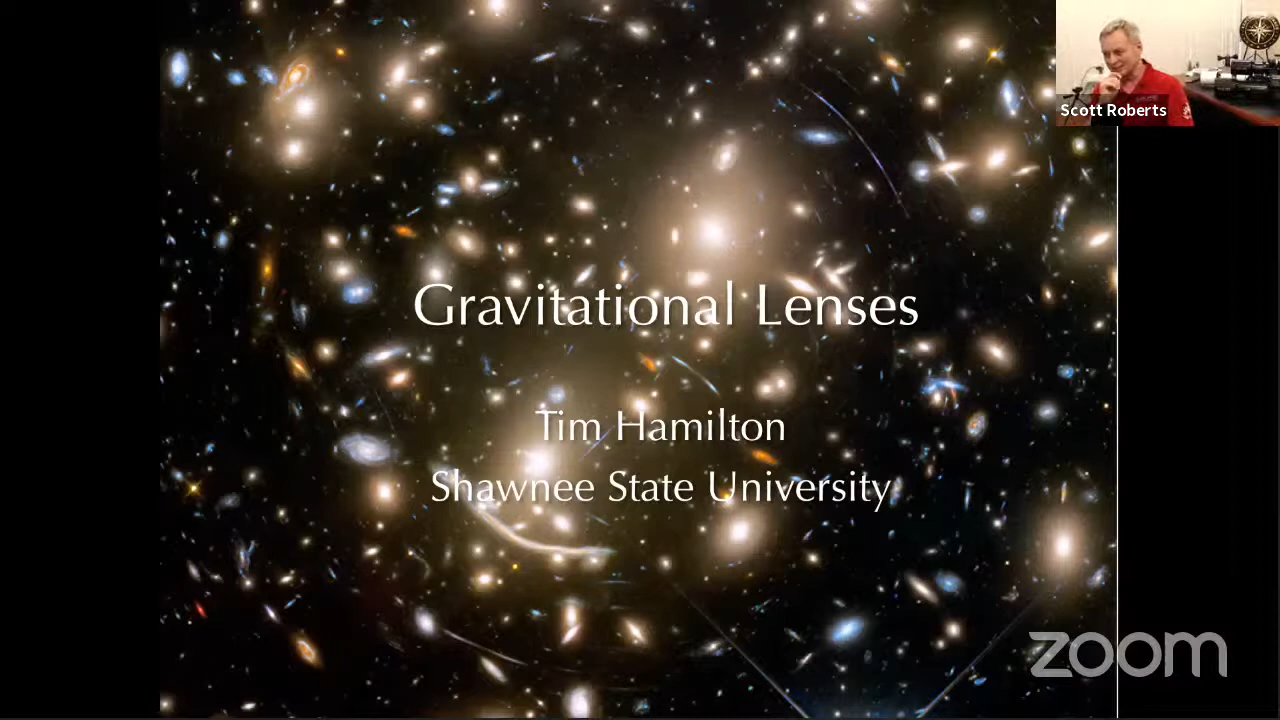 Scott Roberts
Gravitational Lenses
Tim Hamilton
Shawnee State University
zoom